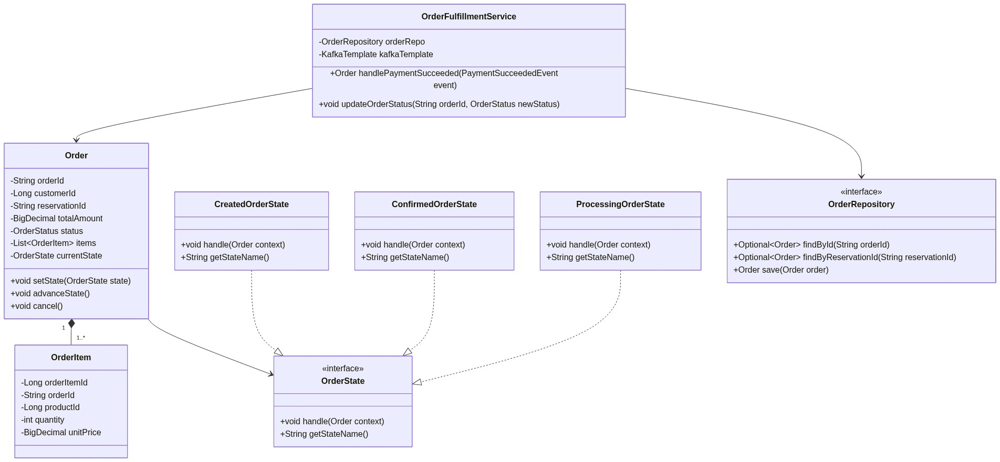 OrderFulfillmentService
-OrderRepository orderRepo
-KafkaTemplate kafkaTemplate
+Order handlePaymentSucceeded(PaymentSucceededEvent
event)
+void updateOrderStatus(String orderId, OrderStatus newStatus)
Order
-String orderId
-Long customerId
-String reservationId
-BigDecimal totalAmount
-OrderStatus status
-List<OrderItem> items
-OrderState currentState
+void setState(OrderState state)
+void advanceState()
+void cancel()
CreatedOrderState
+void handle(Order context)
+String getStateName()
ConfirmedOrderState
+void handle(Order context)
+String getStateName()
ProcessingOrderState
+void handle(Order context)
+String getStateName()
«interface»
OrderRepository
+Optional<Order> findById(String orderId)
+Optional<Order> findByReservationId(String reservationId)
+Order save(Order order)
1
1..*
OrderItem
-Long orderItemId
-String orderId
-Long productId
-int quantity
-BigDecimal unitPrice
«interface»
OrderState
+void handle(Order context)
+String getStateName()